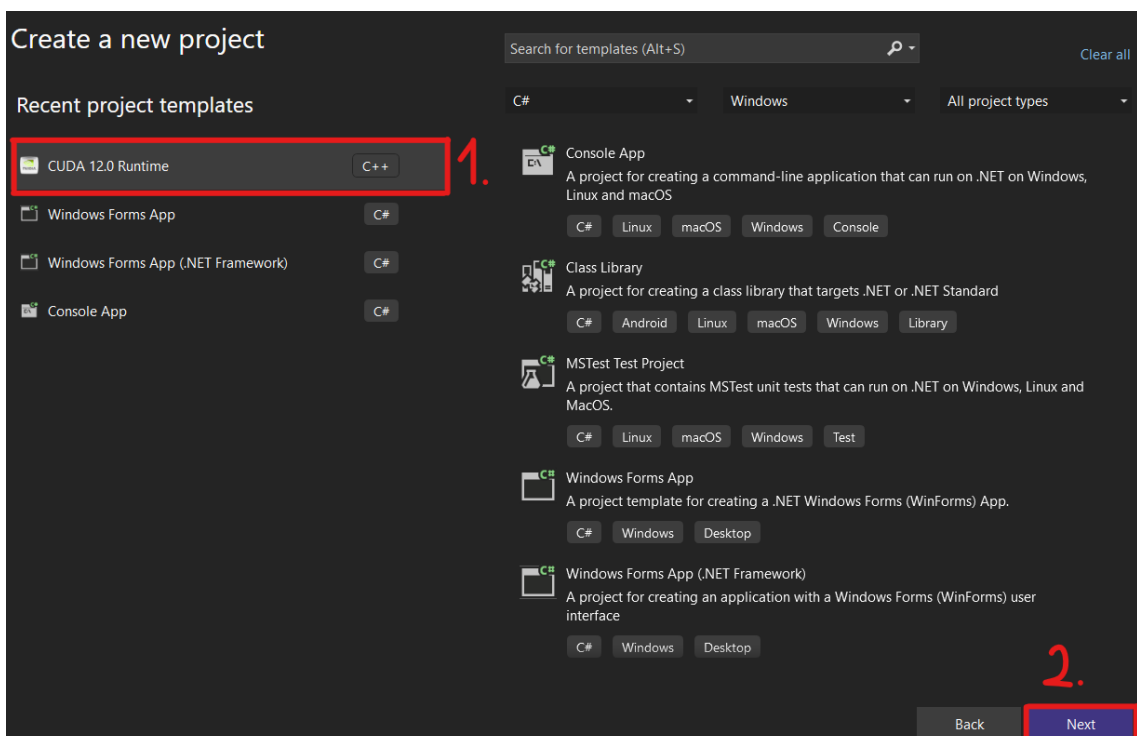 Create a new project
Search for templates (Alt+S)
Clear all
Recent project templates
C#
Windows
All project types
CUDA 12.0 Runtime
C++
1.
Windows Forms App
C#
Windows Forms App (.NET Framework)
C#
Console App
C#
C#
Console App
A project for creating a command-line application that can run on .NET on Windows,
Linux and macOS
C# Linux macOS Windows Console
C#
Class Library
A project for creating a class library that targets .NET or .NET Standard
C# Android Linux macOS Windows Library
C#
MSTest Test Project
A project that contains MSTest unit tests that can run on .NET on Windows, Linux and
MacOS.
C# Linux macOS Windows Test
C#
Windows Forms App
A project template for creating a .NET Windows Forms (WinForms) App.
C# Windows Desktop
C#
Windows Forms App (.NET Framework)
A project for creating an application with a Windows Forms (WinForms) user
interface
C# Windows Desktop
2.
Back
Next